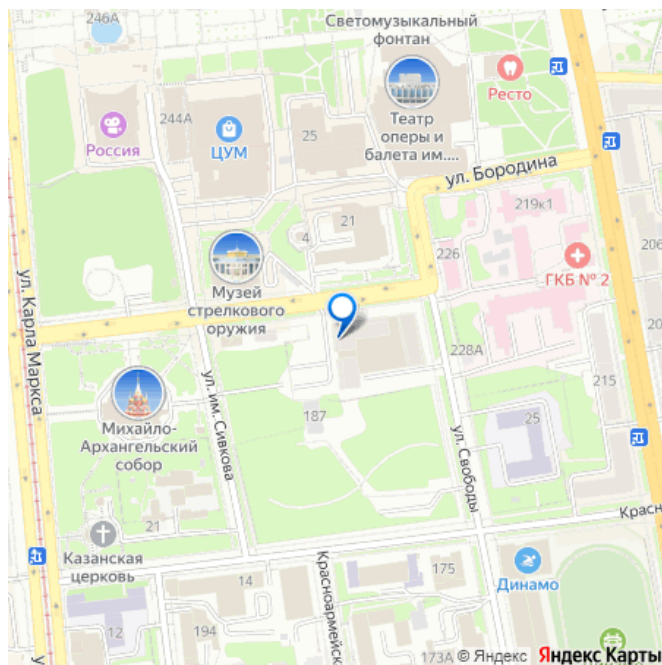 246А
Светомузыкальный
фонтан
Ресто
244А
Россия
ЦУМ
25
Театр
оперы и
балета им....
ул. Бородина
219к1
21
4
226
206
ГКБ № 2
Музей
стрелкового
оружия
ул. Карла Маркса
228А
215
Михайло-
Архангельский
собор
ул. им. Сивкова
187
25
ул. Свободы
21
Казанская
церковь
Красн
Красноармейск
14
175
Динамо
12
194
173А
© Яндекс Яндекс Карты